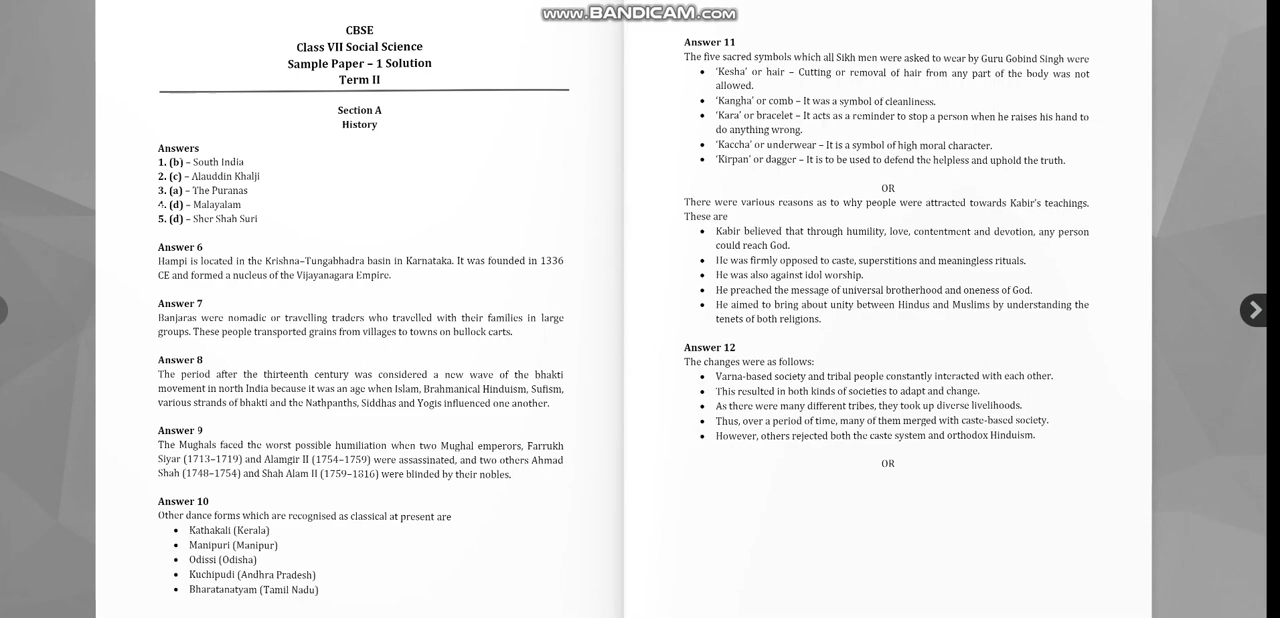 www.BANDICAM.com
CBSE
Class VII Social Science
Sample Paper – 1 Solution
Term II
Section A
History
Answers
1. (b) – South India
2. (c) – Alauddin Khalji
3. (a) – The Puranas
4. (d) – Malayalam
5. (d) – Sher Shah Suri
Answer 6
Hampi is located in the Krishna–Tungabhadra basin in Karnataka. It was founded in 1336
CE and formed a nucleus of the Vijayanagara Empire.
Answer 7
Banjaras were nomadic or travelling traders who travelled with their families in large
groups. These people transported grains from villages to towns on bullock carts.
Answer 8
The period after the thirteenth century was considered a new wave of the bhakti
movement in north India because it was an age when Islam, Brahmanical Hinduism, Sufism,
various strands of bhakti and the Nathpanths, Siddhas and Yogis influenced one another.
Answer 9
The Mughals faced the worst possible humiliation when two Mughal emperors, Farrukh
Siyar (1713–1719) and Alamgir II (1754–1759) were assassinated, and two others Ahmad
Shah (1748–1754) and Shah Alam II (1759–1816) were blinded by their nobles.
Answer 10
Other dance forms which are recognised as classical at present are
• Kathakali (Kerala)
• Manipuri (Manipur)
• Odissi (Odisha)
• Kuchipudi (Andhra Pradesh)
• Bharatanatyam (Tamil Nadu)
Answer 11
The five sacred symbols which all Sikh men were asked to wear by Guru Gobind Singh were
• ‘Kesha’ or hair – Cutting or removal of hair from any part of the body was not
allowed.
• ‘Kangha’ or comb – It was a symbol of cleanliness.
• ‘Kara’ or bracelet – It acts as a reminder to stop a person when he raises his hand to
do anything wrong.
• ‘Kaccha’ or underwear – It is a symbol of high moral character.
• ‘Kirpan’ or dagger – It is to be used to defend the helpless and uphold the truth.
OR
There were various reasons as to why people were attracted towards Kabir’s teachings.
These are
• Kabir believed that through humility, love, contentment and devotion, any person
could reach God.
• He was firmly opposed to caste, superstitions and meaningless rituals.
• He was also against idol worship.
• He preached the message of universal brotherhood and oneness of God.
• He aimed to bring about unity between Hindus and Muslims by understanding the
tenets of both religions.
Answer 12
The changes were as follows:
• Varna-based society and tribal people constantly interacted with each other.
• This resulted in both kinds of societies to adapt and change.
• As there were many different tribes, they took up diverse livelihoods.
• Thus, over a period of time, many of them merged with caste-based society.
• However, others rejected both the caste system and orthodox Hinduism.
OR